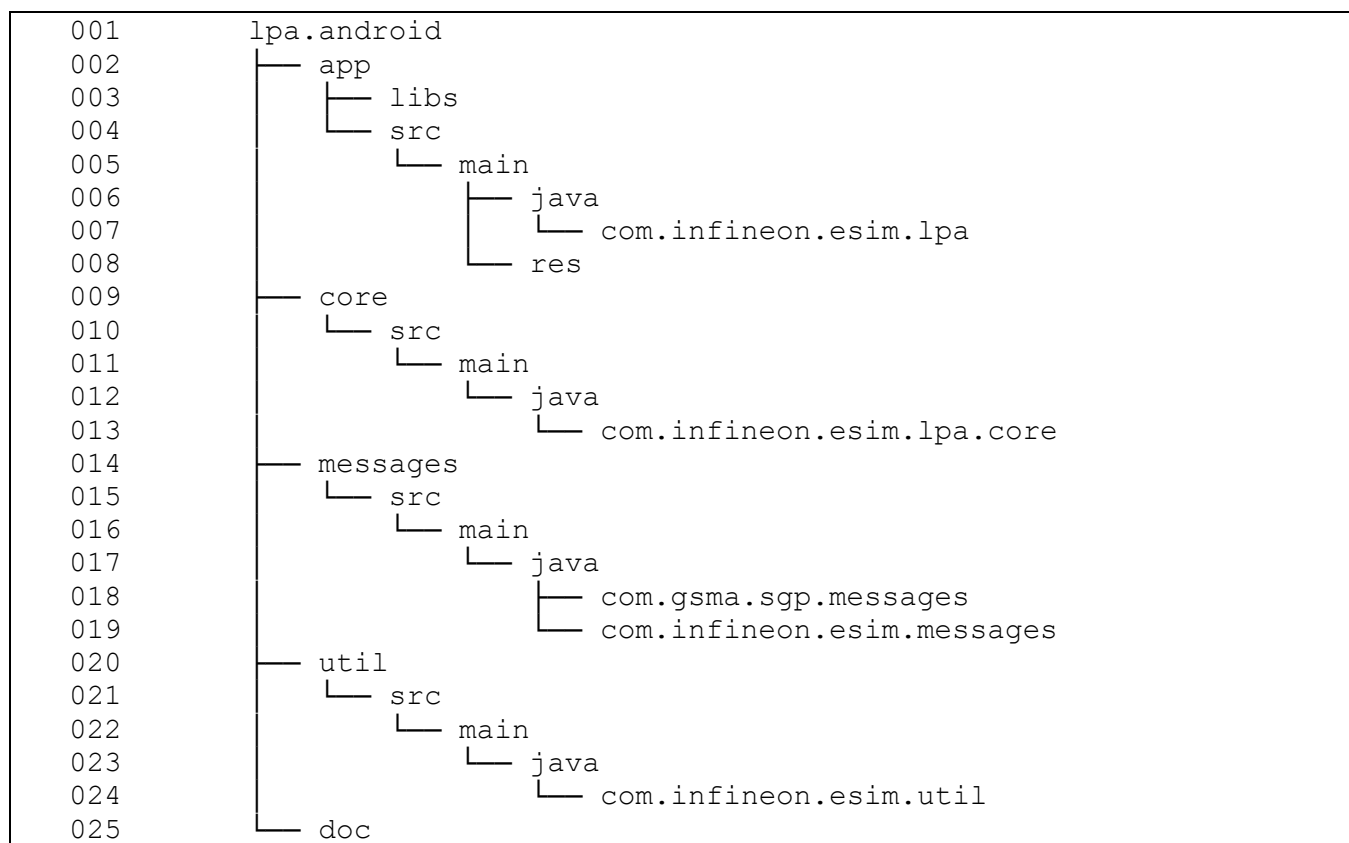 001 lpa.android
002 ├── app
003 │   ├── libs
004 │   └── src
005 │       └── main
006 │           ├── java
007 │           │   └── com.infineon.esim.lpa
008 │           └── res
009 ├── core
010 │   └── src
011 │       └── main
012 │           └── java
013 │               └── com.infineon.esim.lpa.core
014 ├── messages
015 │   └── src
016 │       └── main
017 │           └── java
018 │               ├── com.gsma.sgp.messages
019 │               └── com.infineon.esim.messages
020 ├── util
021 │   └── src
022 │       └── main
023 │           └── java
024 │               └── com.infineon.esim.util
025 └── doc